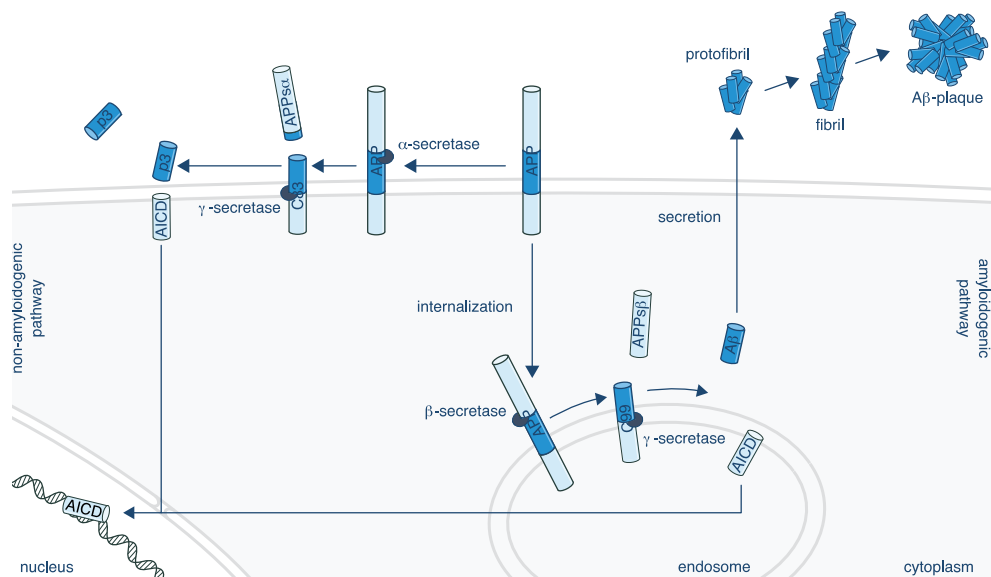 protofibril
Aβ-plaque
fibril
p3
APPsα
α-secretase
p3
C83
APP
APP
γ-secretase
AICD
secretion
non-amyloidogenic
pathway
amyloidogenic
pathway
internalization
APPsβ
Aβ
β-secretase
APP
C99
γ-secretase
AICD
AICD
nucleus
endosome
cytoplasm